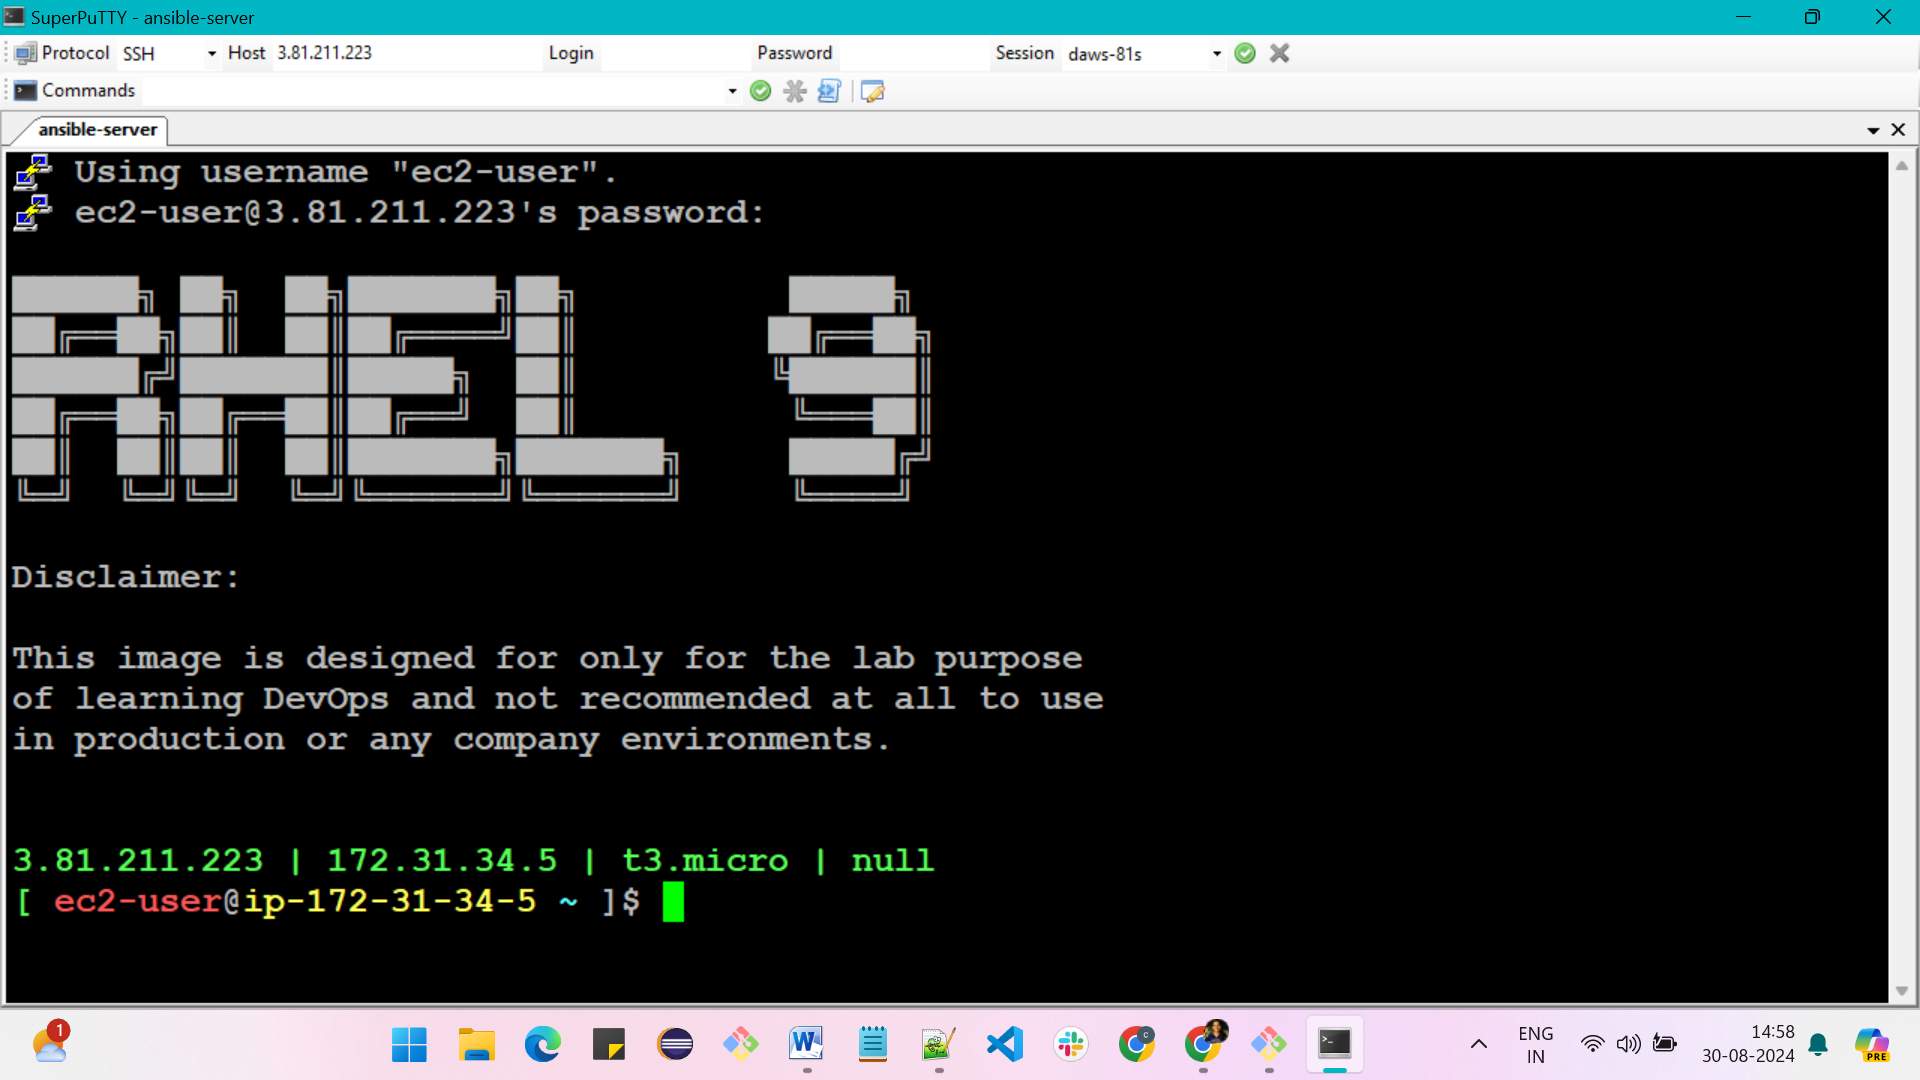 SuperPuTTY - ansible-server
Protocol SSH Host 3.81.211.223 Login Password Session daws-81s
Commands
ansible-server
Using username "ec2-user".
ec2-user@3.81.211.223's password:
RHEL 9
Disclaimer:
This image is designed for only for the lab purpose
of learning DevOps and not recommended at all to use
in production or any company environments.
3.81.211.223 | 172.31.34.5 | t3.micro | null
[ ec2-user@ip-172-31-34-5 ~ ]$
1
ENG
IN
14:58
30-08-2024
PRE